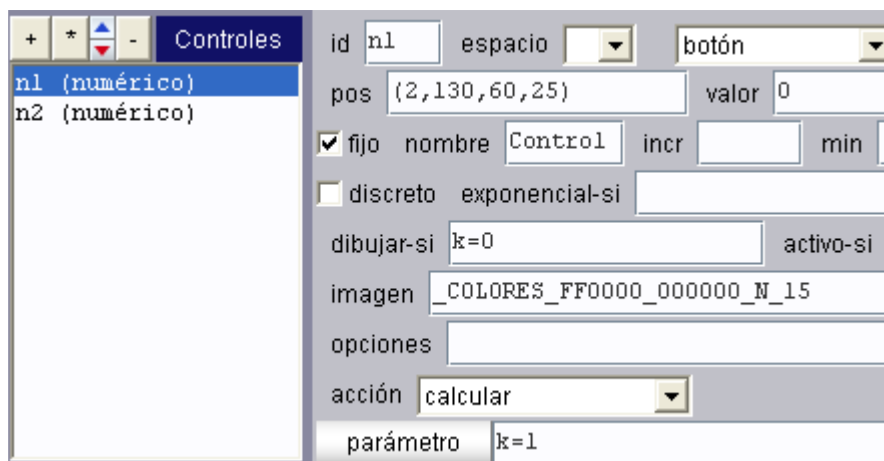 + * - Controles
n1 (numérico)
n2 (numérico)
id n1 espacio botón
pos (2,130,60,25) valor 0
fijo nombre Control incr min
discreto exponencial-si
dibujar-si k=0 activo-si
imagen _COLORES_FF0000_000000_N_15
opciones
acción calcular
parámetro k=1